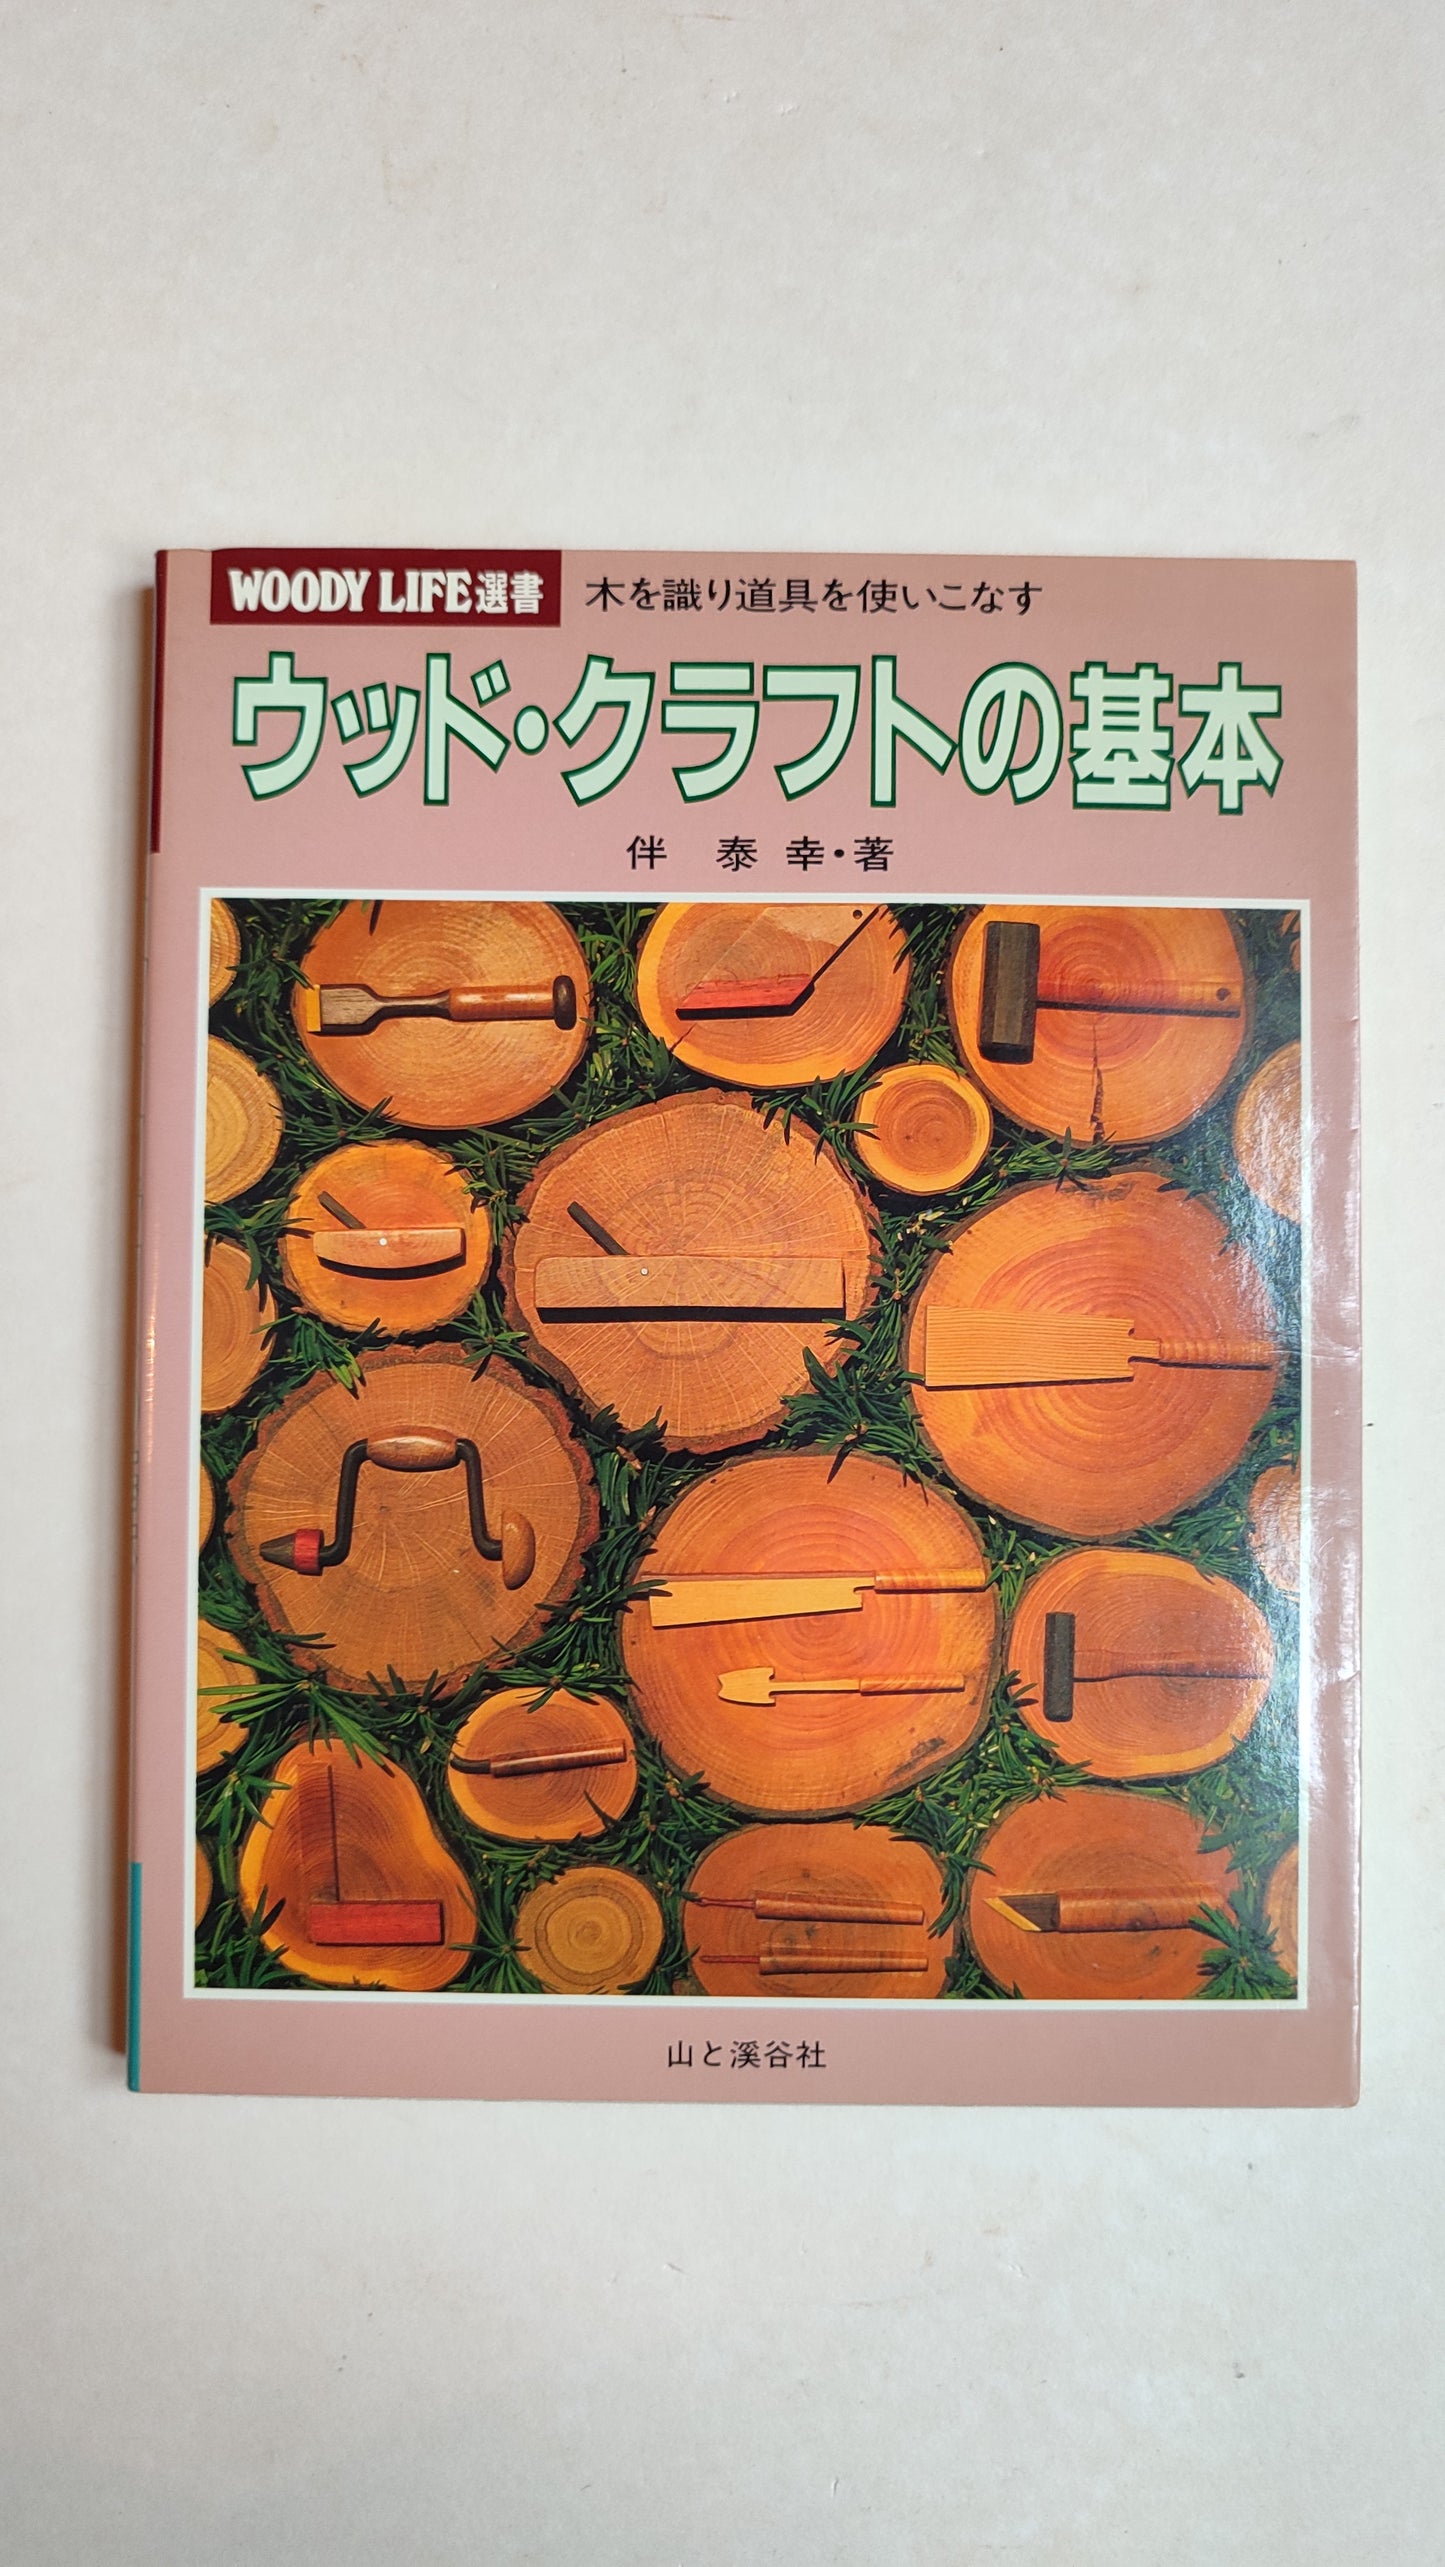 WOODY LIFE選書
木を識り道具を使いこなす
ウッド・クラフトの基本
伴 泰幸・著
山と溪谷社